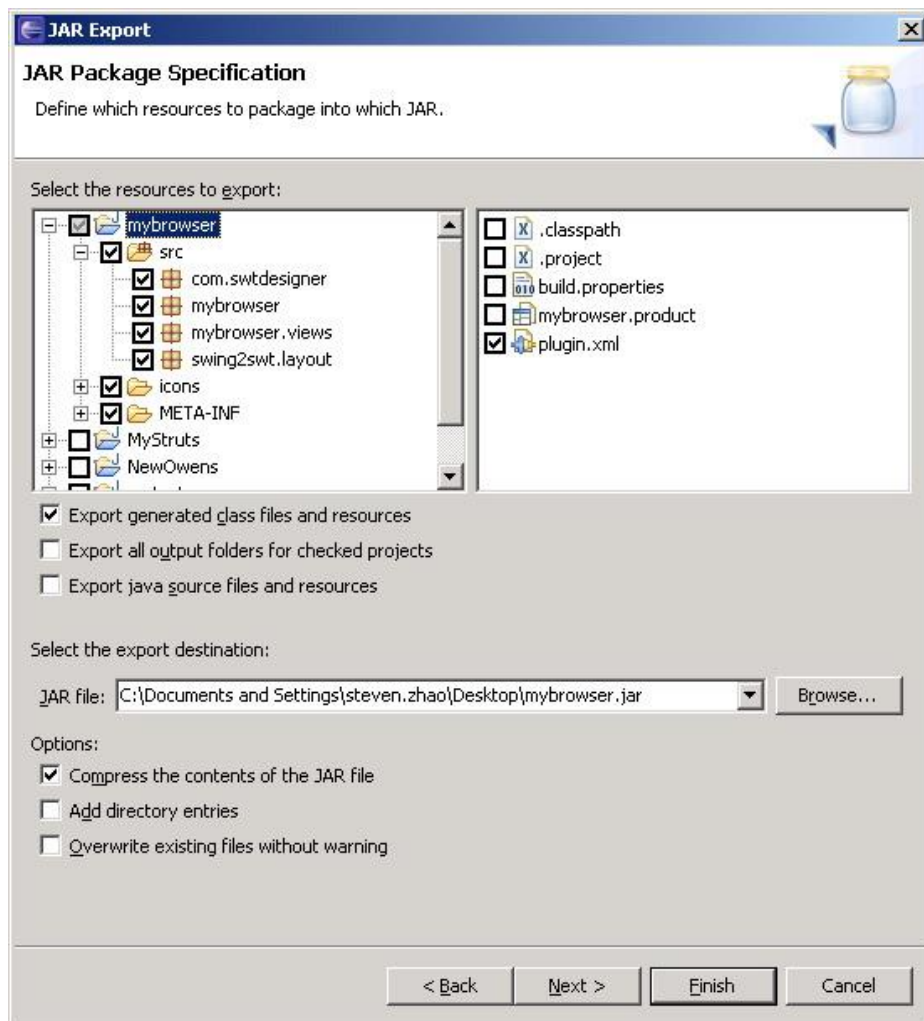 JAR Export
JAR Package Specification
Define which resources to package into which JAR.
Select the resources to export:
mybrowser
src
com.swtdesigner
mybrowser
mybrowser.views
swing2swt.layout
icons
META-INF
MyStruts
NewOwens
.classpath
.project
build.properties
mybrowser.product
plugin.xml
Export generated class files and resources
Export all output folders for checked projects
Export java source files and resources
Select the export destination:
JAR file: C:\Documents and Settings\steven.zhao\Desktop\mybrowser.jar Browse...
Options:
Compress the contents of the JAR file
Add directory entries
Overwrite existing files without warning
< Back Next > Finish Cancel